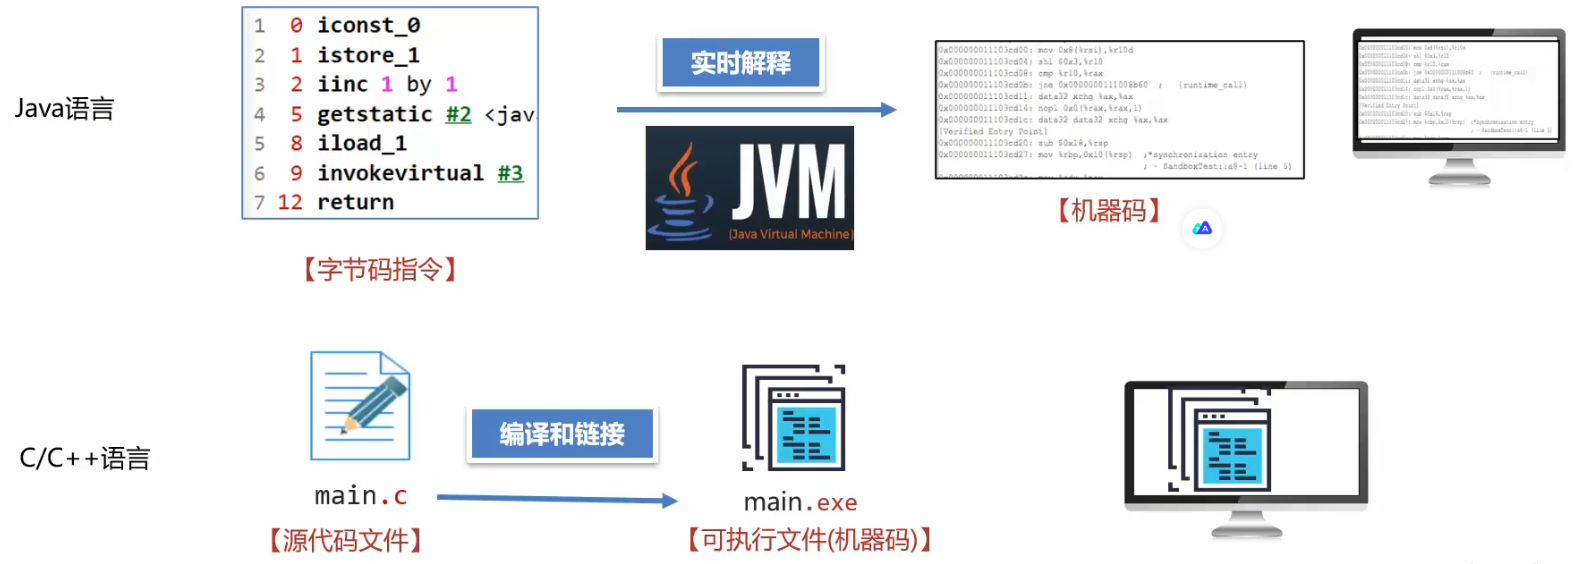 Java语言
1 0 iconst_0
2 1 istore_1
3 2 iinc 1 by 1
4 5 getstatic #2 <jav
5 8 iload_1
6 9 invokevirtual #3
7 12 return
【字节码指令】
实时解释
JVM
(Java Virtual Machine)
0x000000011103cd00: mov 0x8(%rsi),%r10d
0x000000011103cd04: shl $0x3,%r10
0x000000011103cd08: cmp %r10,%rax
0x000000011103cd0b: jne 0x0000000111008b60 ; {runtime_call}
0x000000011103cd11: data32 xchg %ax,%ax
0x000000011103cd14: nopl 0x0(%rax,%rax,1)
0x000000011103cd1c: data32 data32 xchg %ax,%ax
[Verified Entry Point]
0x000000011103cd20: sub $0x18,%rsp
0x000000011103cd27: mov %rbp,0x10(%rsp) ;*synchronization entry
; - SandboxTest::a@-1 (line 5)
【机器码】
C/C++语言
main.c
【源代码文件】
编译和链接
main.exe
【可执行文件(机器码)】